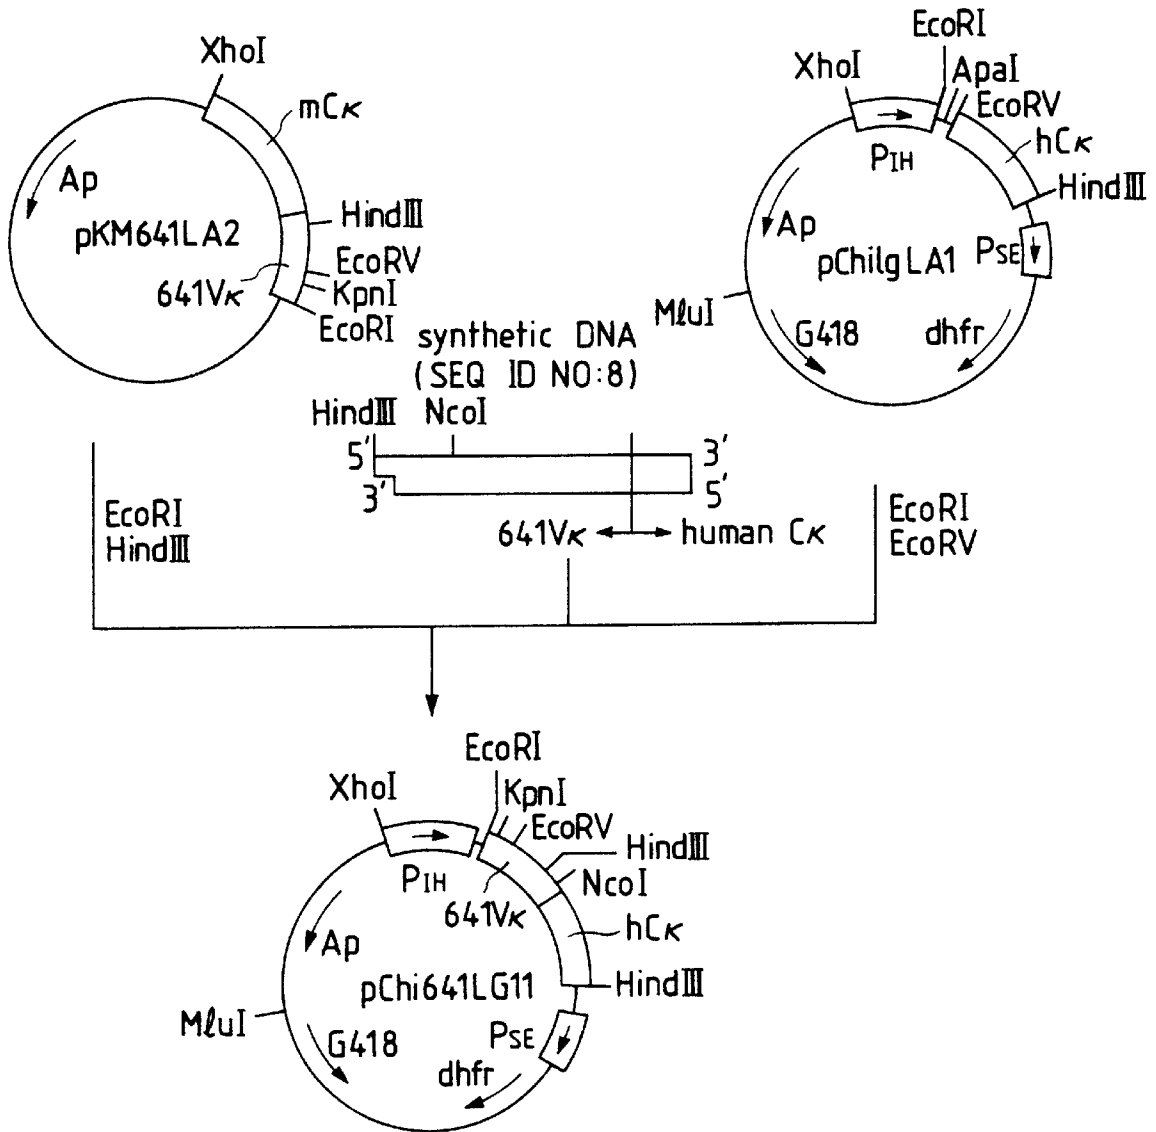 XhoI
mCκ
Ap
pKM641LA2
HindⅢ
EcoRV
641Vκ
KpnI
EcoRI
EcoRI
XhoI
ApaI
EcoRV
PIH
hCκ
HindⅢ
Ap
pChilgLA1
PSE
MluI
G418
dhfr
synthetic DNA
(SEQ ID NO:8)
HindⅢ NcoI
5′ 3′
3′ 5′
641Vκ human Cκ
EcoRI
HindⅢ
EcoRI
EcoRV
EcoRI
XhoI
KpnI
EcoRV
HindⅢ
NcoI
PIH
641Vκ
hCκ
Ap
pChi641LG11
HindⅢ
MluI
G418
PSE
dhfr